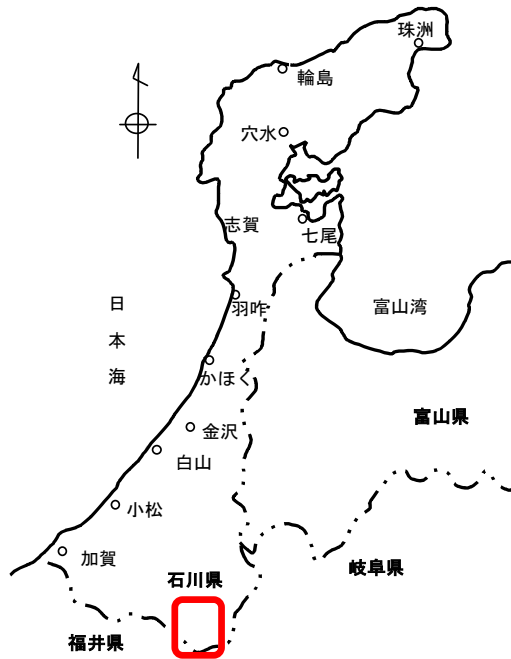 珠洲
輪島
穴水
志賀
七尾
羽咋
日本海
富山湾
かほく
富山県
金沢
白山
小松
加賀
岐阜県
石川県
福井県